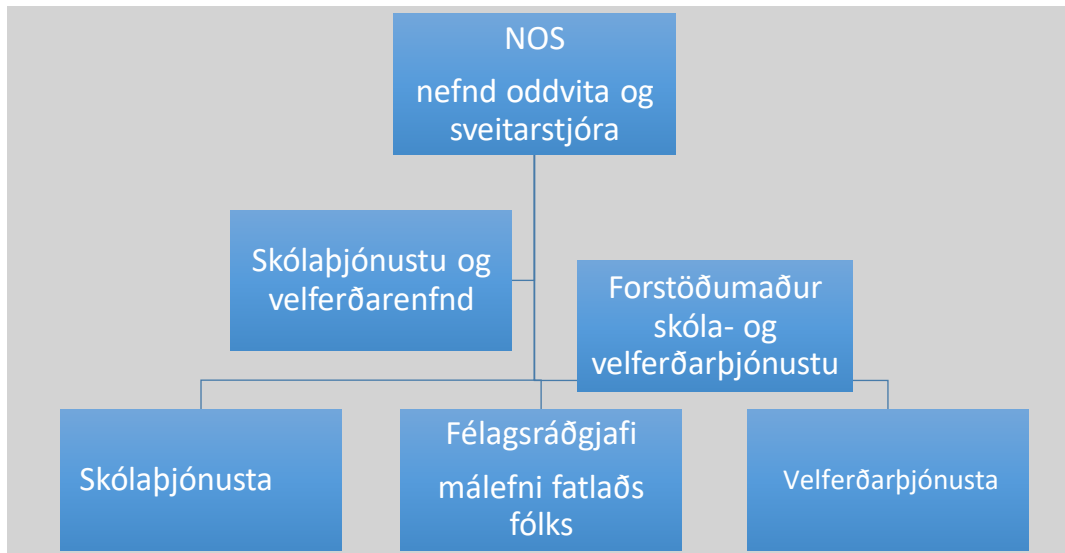 NOS
nefnd oddvita og
sveitarstjóra
Skólaþjónustu og
velferðarenfnd
Forstöðumaður
skóla- og
velferðarþjónustu
Skólaþjónusta
Félagsráðgjafi
málefni fatlaðs
fólks
Velferðarþjónusta